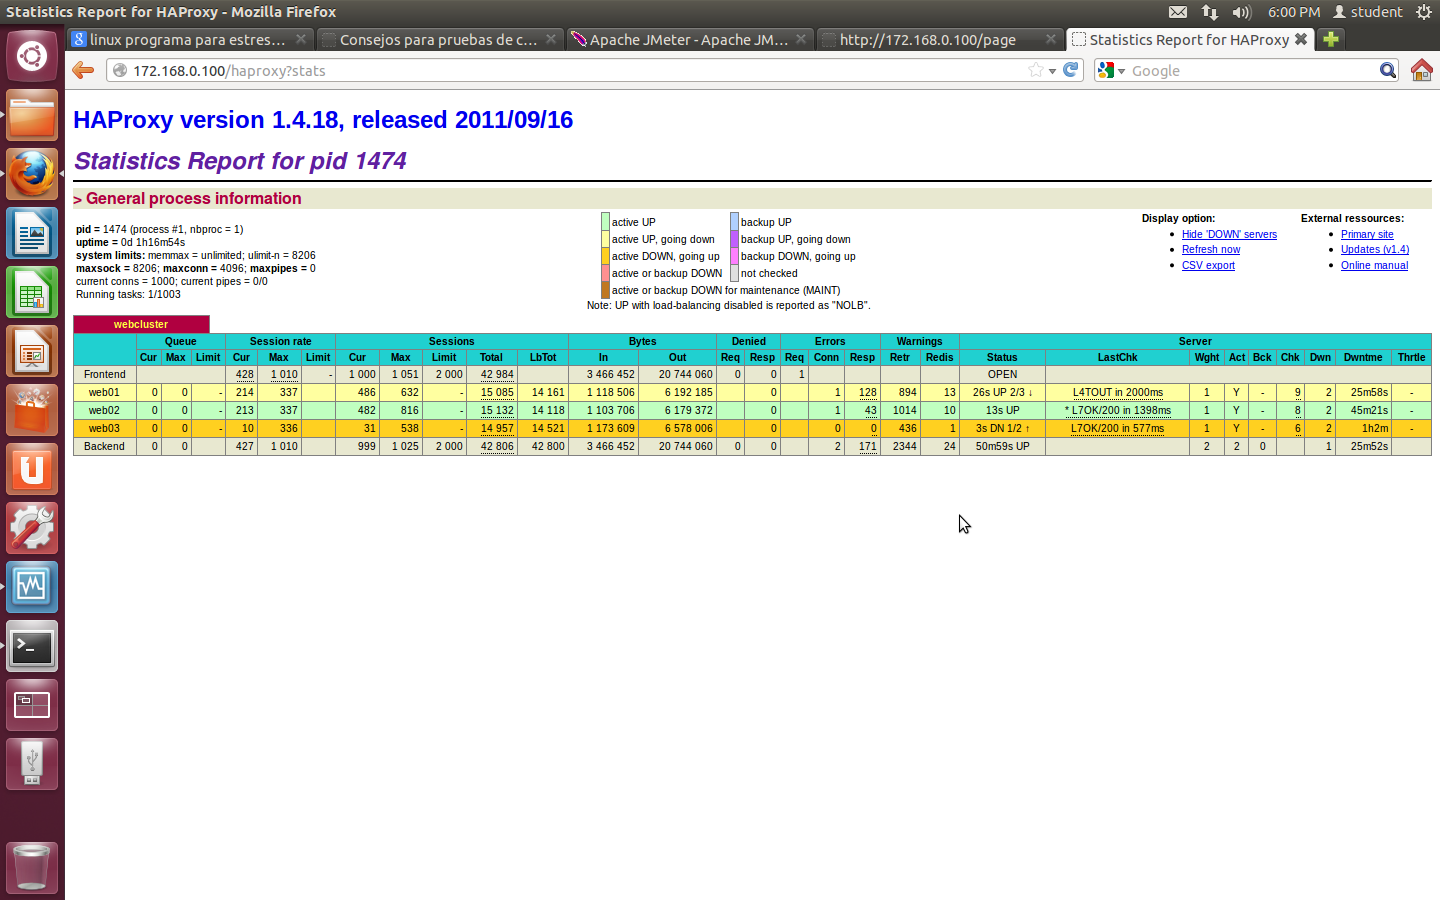 Statistics Report for HAProxy - Mozilla Firefox
6:00 PM student
linux programa para estres...
Consejos para pruebas de c...
Apache JMeter - Apache JM...
http://172.168.0.100/page
Statistics Report for HAProxy
172.168.0.100/haproxy?stats
Google
HAProxy version 1.4.18, released 2011/09/16
Statistics Report for pid 1474
> General process information
pid = 1474 (process #1, nbproc = 1)
uptime = 0d 1h16m54s
system limits: memmax = unlimited; ulimit-n = 8206
maxsock = 8206; maxconn = 4096; maxpipes = 0
current conns = 1000; current pipes = 0/0
Running tasks: 1/1003
active UP backup UP
active UP, going down backup UP, going down
active DOWN, going up backup DOWN, going up
active or backup DOWN not checked
active or backup DOWN for maintenance (MAINT)
Note: UP with load-balancing disabled is reported as "NOLB".
Display option:
Hide 'DOWN' servers
Refresh now
CSV export
External ressources:
Primary site
Updates (v1.4)
Online manual
webcluster
Queue Session rate Sessions Bytes Denied Errors Warnings Server
Cur Max Limit Cur Max Limit Cur Max Limit Total LbTot In Out Req Resp Req Conn Resp Retr Redis Status LastChk Wght Act Bck Chk Dwn Dwntme Thrtle
Frontend 428 1 010 - 1 000 1 051 2 000 42 984 3 466 452 20 744 060 0 0 1 OPEN
web01 0 0 - 214 337 486 632 - 15 085 14 161 1 118 506 6 192 185 0 1 128 894 13 26s UP 2/3 ↓ L4TOUT in 2000ms 1 Y - 9 2 25m58s -
web02 0 0 - 213 337 482 816 - 15 132 14 118 1 103 706 6 179 372 0 1 43 1014 10 13s UP * L7OK/200 in 1398ms 1 Y - 8 2 45m21s -
web03 0 0 - 10 336 31 538 - 14 957 14 521 1 173 609 6 578 006 0 0 0 436 1 3s DN 1/2 ↑ L7OK/200 in 577ms 1 Y - 6 2 1h2m -
Backend 0 0 427 1 010 999 1 025 2 000 42 806 42 800 3 466 452 20 744 060 0 0 2 171 2344 24 50m59s UP 2 2 0 1 25m52s